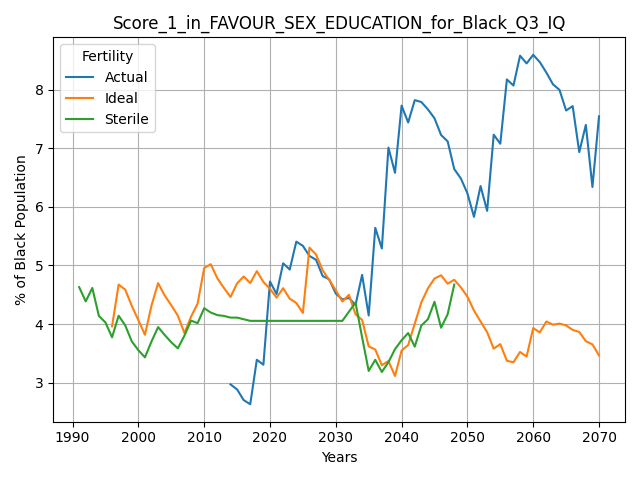 Score_1_in_FAVOUR_SEX_EDUCATION_for_Black_Q3_IQ
Fertility
Actual
Ideal
Sterile
% of Black Population
8
7
6
5
4
3
1990 2000 2010 2020 2030 2040 2050 2060 2070
Years